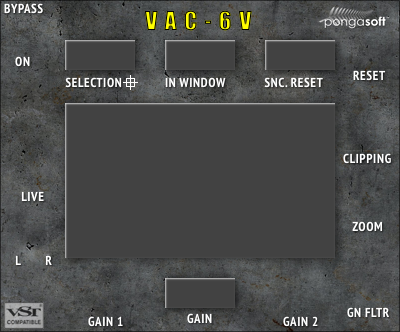 BYPASS
VAC-6V
pongasoft
ON
SELECTION
IN WINDOW
SNC. RESET
RESET
CLIPPING
LIVE
ZOOM
L R
VST
COMPATIBLE
GAIN 1
GAIN
GAIN 2
GN FLTR